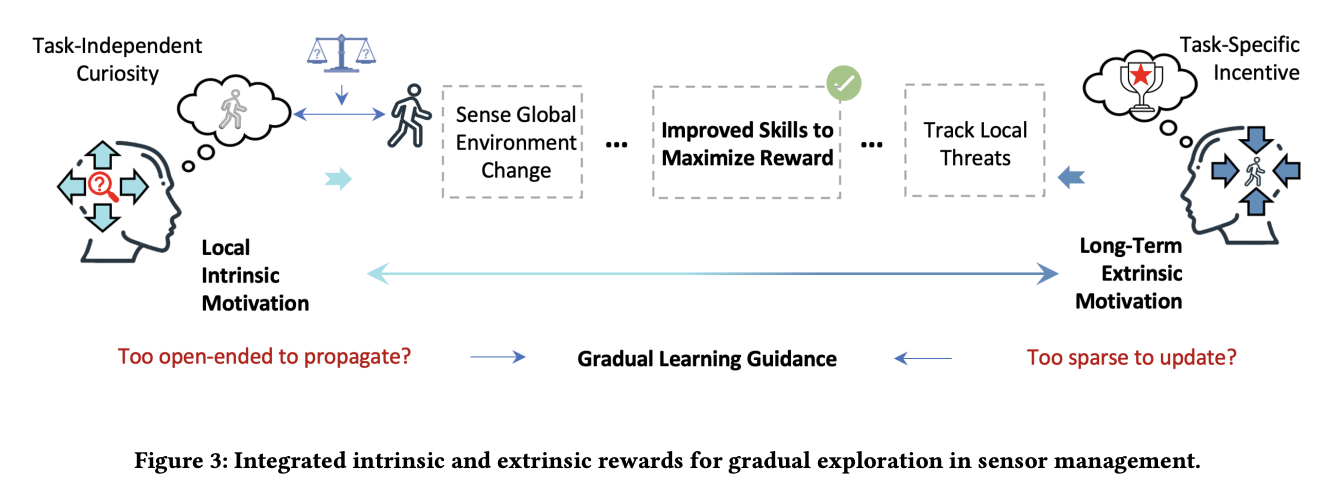 Task-Independent
Curiosity
? ?
?
Sense Global
Environment
Change
...
Improved Skills to
Maximize Reward
...
Track Local
Threats
Task-Specific
Incentive
Local
Intrinsic
Motivation
Long-Term
Extrinsic
Motivation
Too open-ended to propagate?
Gradual Learning Guidance
Too sparse to update?
Figure 3: Integrated intrinsic and extrinsic rewards for gradual exploration in sensor management.